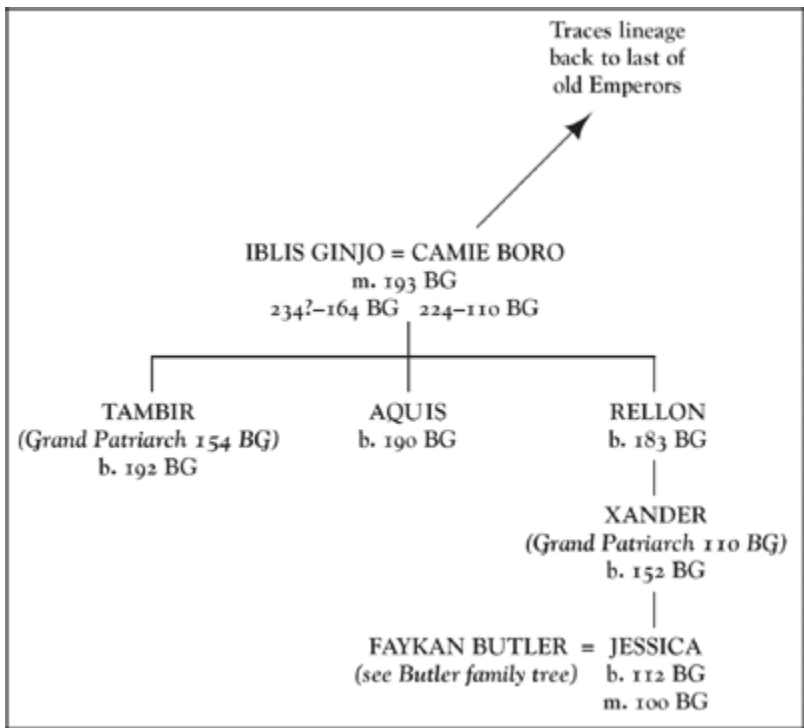 Traces lineage
back to last of
old Emperors
IBLIS GINJO = CAMIE BORO
m. 193 BG
234?–164 BG 224–110 BG
TAMBIR
(Grand Patriarch 154 BG)
b. 192 BG
AQUIS
b. 190 BG
RELLON
b. 183 BG
XANDER
(Grand Patriarch 110 BG)
b. 152 BG
FAYKAN BUTLER = JESSICA
(see Butler family tree) b. 112 BG
m. 100 BG